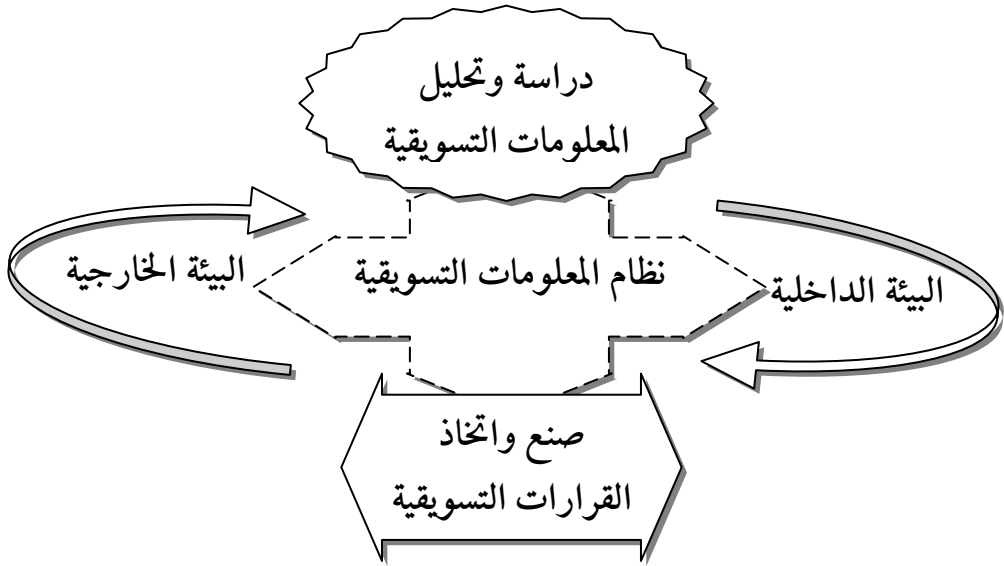 دراسة وتحليل
المعلومات التسويقية
البيئة الداخلية
نظام المعلومات التسويقية
البيئة الخارجية
صنع واتخاذ
القرارات التسويقية